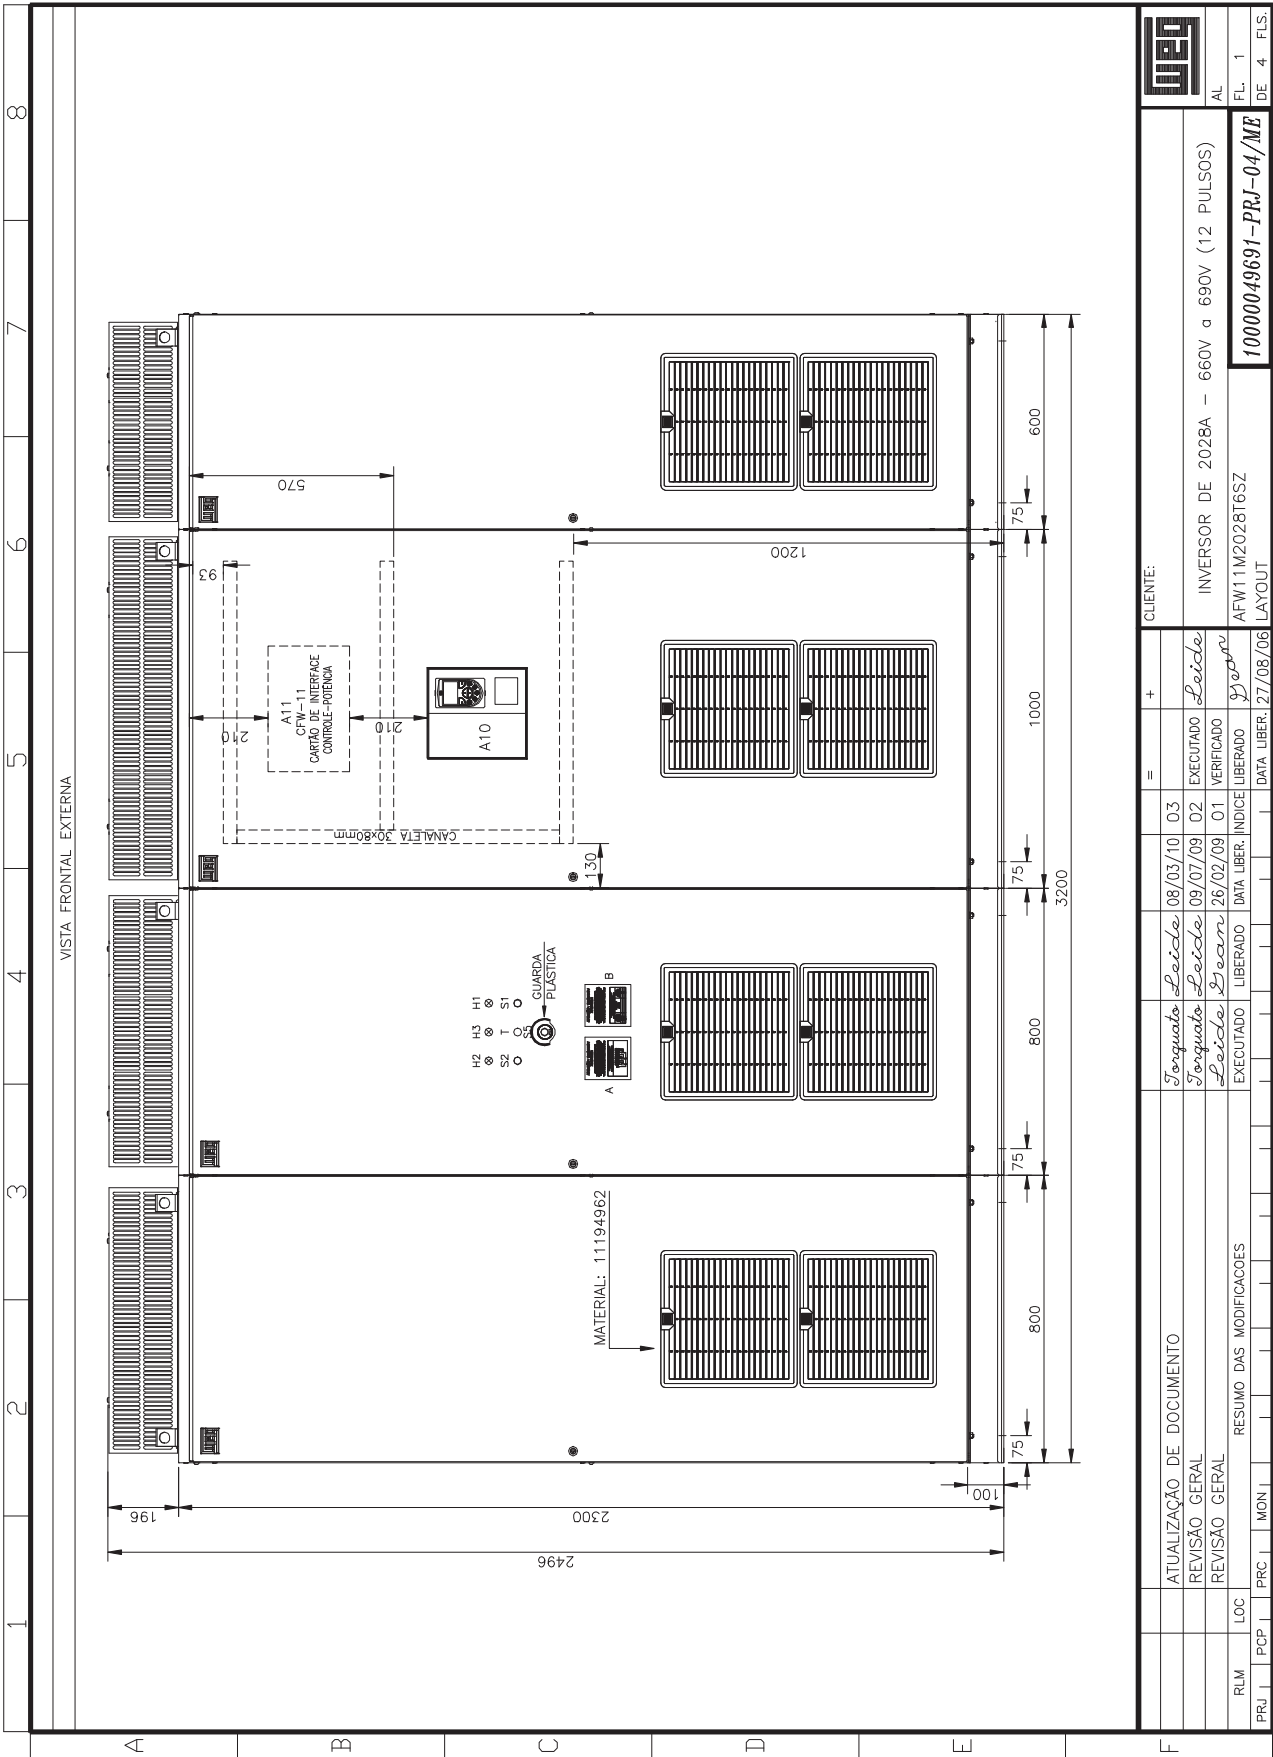 1 2 3 4 5 6 7 8
A
B
C
D
E
F
VISTA FRONTAL EXTERNA
weg
weg
weg
weg
93
570
210
A11
CFW-11
CARTÃO DE INTERFACE
CONTROLE-POTÊNCIA
210
A10
CANALETA 30x80mm
H2 H3 H1
S2 T S1
S5
GUARDA
PLÁSTICA
A
B
130
1200
MATERIAL: 11194962
196
2300
2496
100
75 75 75 75
800 800 1000 600
3200
ATUALIZAÇÃO DE DOCUMENTO Torquato Leide 08/03/10 03
REVISÃO GERAL Torquato Leide 09/07/09 02
REVISÃO GERAL Leide Gean 26/02/09 01
RLM LOC RESUMO DAS MODIFICACOES EXECUTADO LIBERADO DATA LIBER. INDICE
PRJ PCP PRC MON
= +
EXECUTADO Leide
VERIFICADO
LIBERADO Gean
DATA LIBER. 27/08/06
CLIENTE:
INVERSOR DE 2028A - 660V a 690V (12 PULSOS)
AFW11M2028T6SZ
LAYOUT
1000049691-PRJ-04/ME
weg
AL
FL. 1
DE 4 FLS.